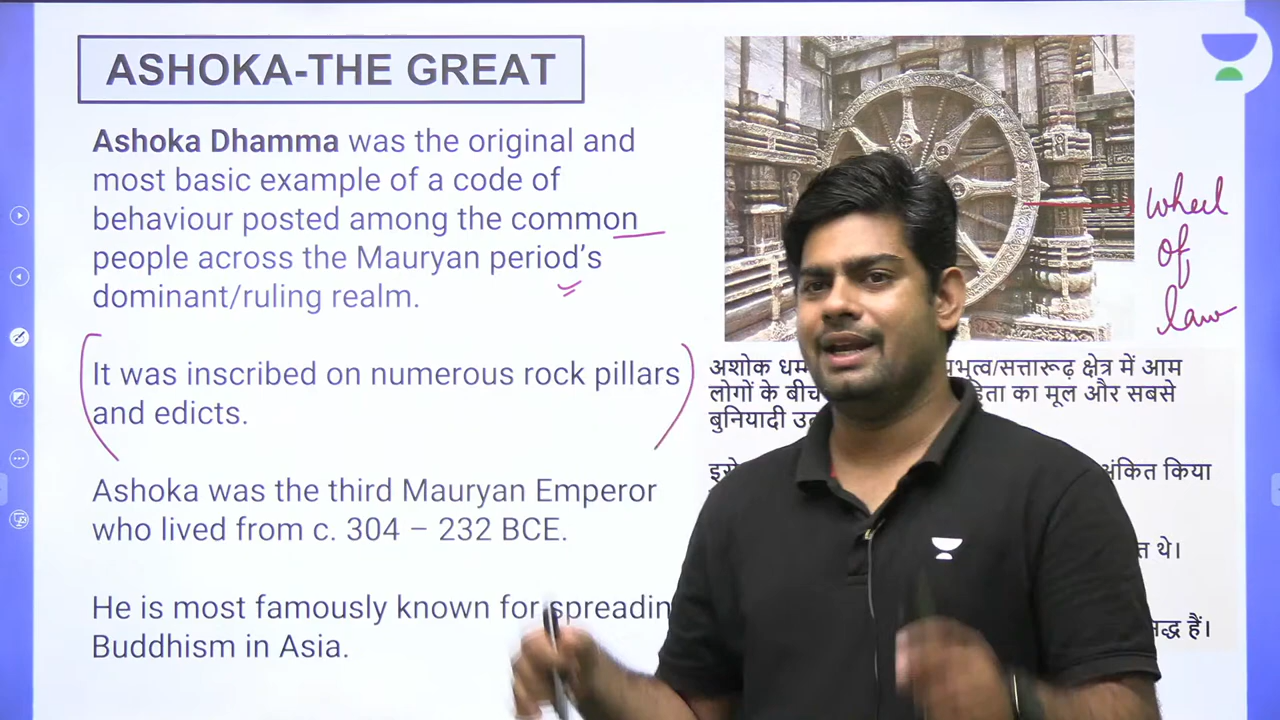 ASHOKA-THE GREAT
Ashoka Dhamma was the original and
most basic example of a code of
behaviour posted among the common
people across the Mauryan period's
dominant/ruling realm.
It was inscribed on numerous rock pillars
and edicts.
Ashoka was the third Mauryan Emperor
who lived from c. 304 – 232 BCE.
He is most famously known for spreadin
Buddhism in Asia.
wheel
of
law
अशोक धम्म
भुत्व/सत्तारूढ़ क्षेत्र में आम
लोगों के बीच
का मूल और सबसे
बुनियादी
अंकित किया
थे।
हैं।